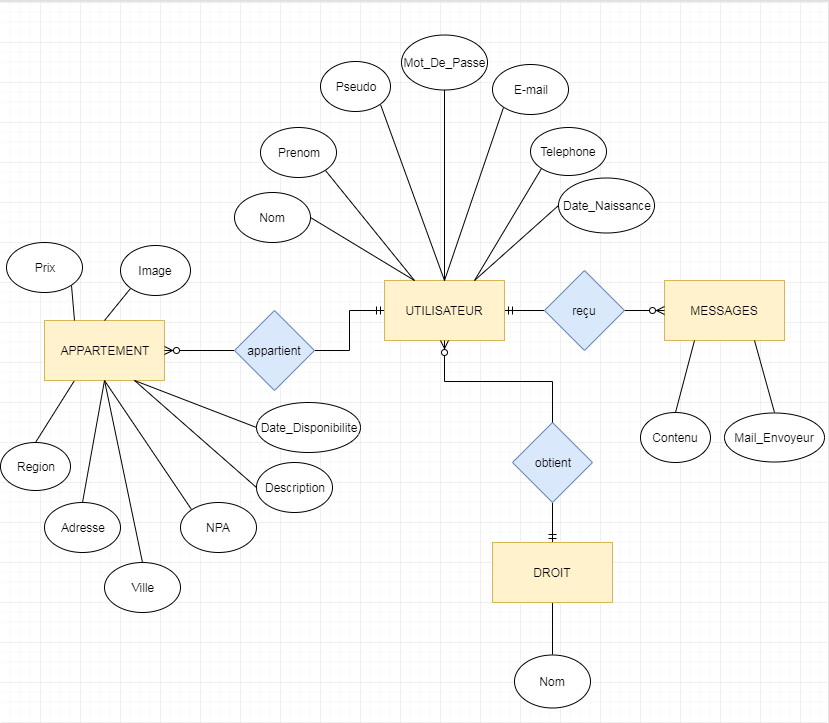 Mot_De_Passe
Pseudo
E-mail
Prenom
Telephone
Nom
Date_Naissance
Prix
Image
UTILISATEUR
reçu
MESSAGES
APPARTEMENT
appartient
Date_Disponibilite
Contenu
Mail_Envoyeur
Region
obtient
Description
Adresse
NPA
DROIT
Ville
Nom